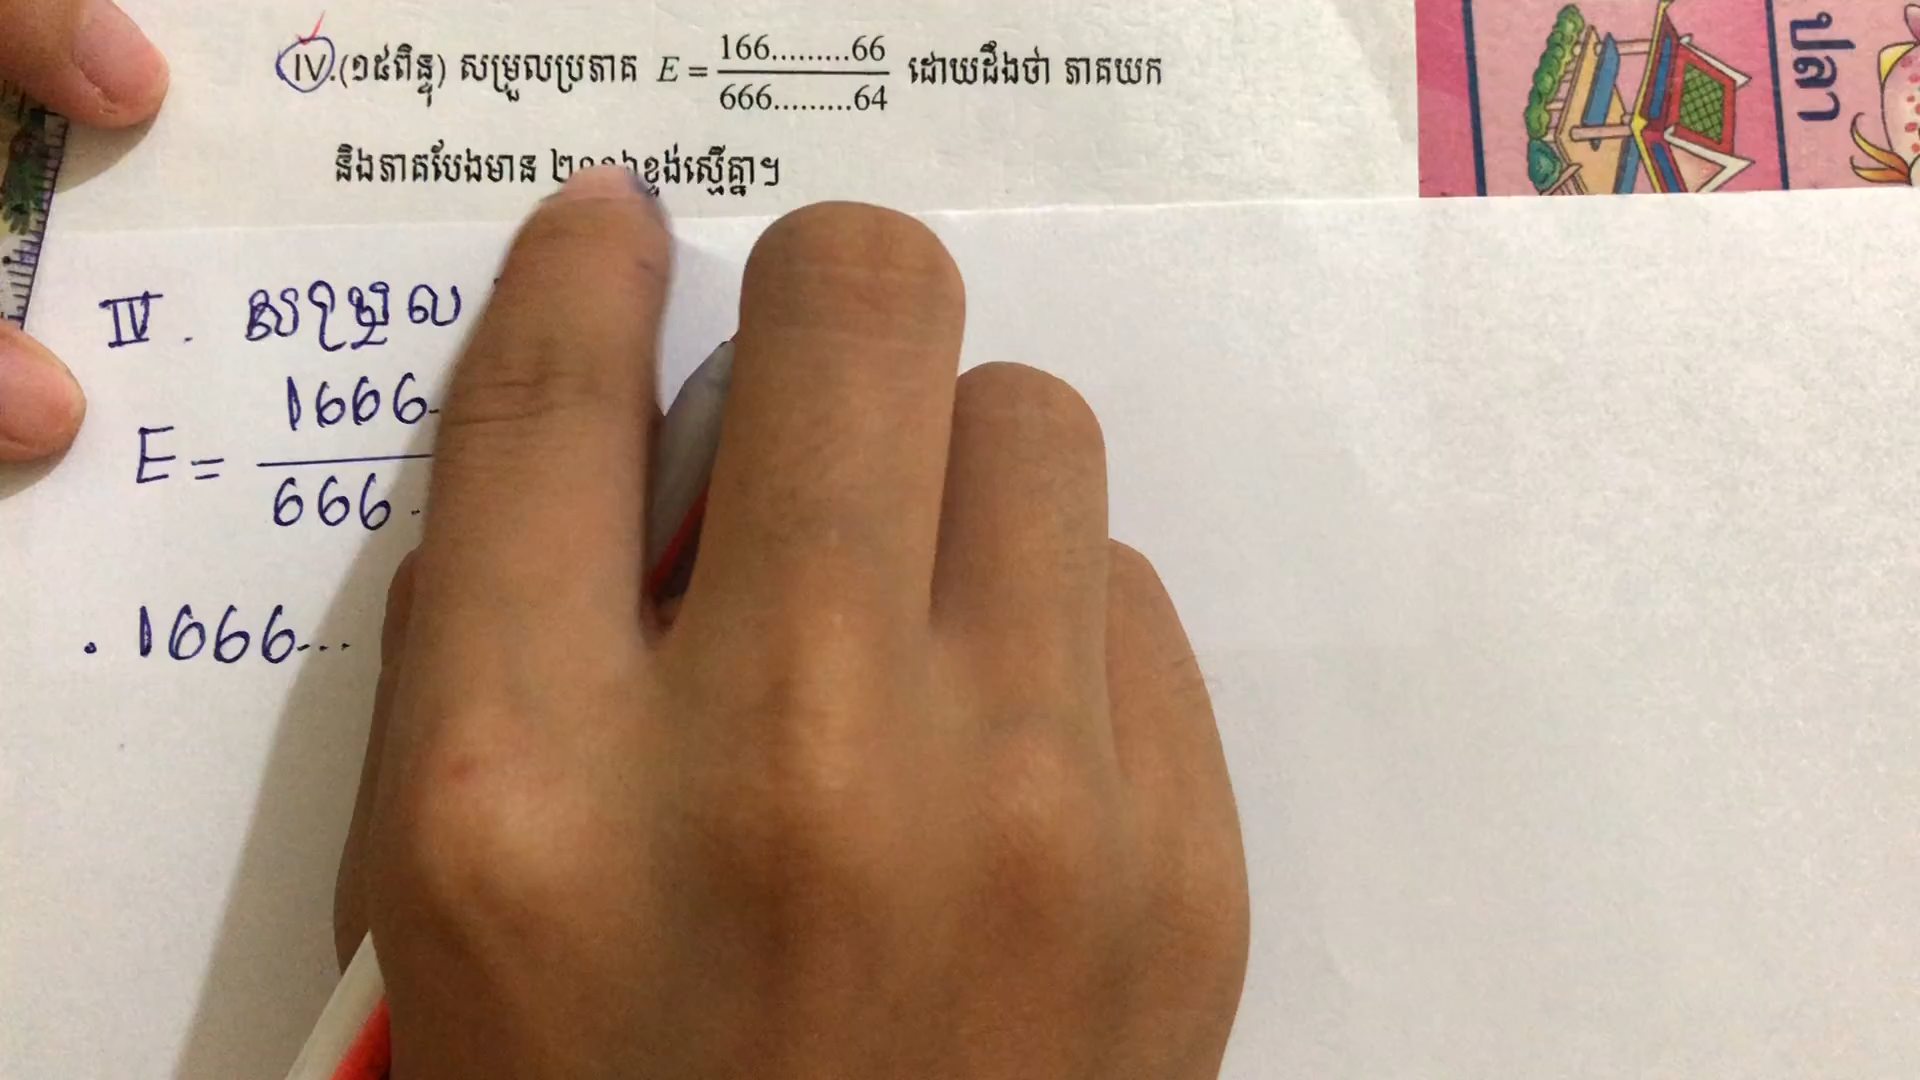 IV.(១៥ពិន្ទុ) សម្រួលប្រភាគ E = 166.........66 / 666.........64 ដោយដឹងថា ភាគយក
និងភាគបែងមាន ខ្ទង់ស្មើគ្នា។
ปลา
IV . សម្រួល
E = 1666 / 666
. 1666...